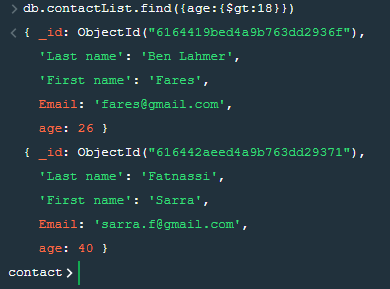 > db.contactList.find({age:{$gt:18}})
< { _id: ObjectId("6164419bed4a9b763dd2936f"),
'Last name': 'Ben Lahmer',
'First name': 'Fares',
Email: 'fares@gmail.com',
age: 26 }
{ _id: ObjectId("616442aeed4a9b763dd29371"),
'Last name': 'Fatnassi',
'First name': 'Sarra',
Email: 'sarra.f@gmail.com',
age: 40 }
contact >